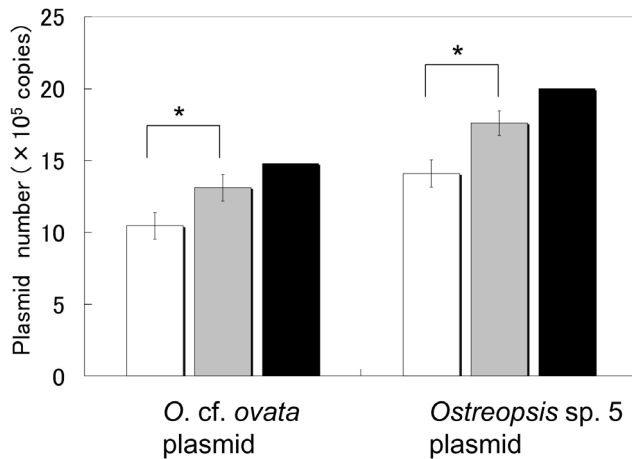 Plasmid number (× 10⁵ copies)
25
20
15
10
5
0
*
*
O. cf. ovata
plasmid
Ostreopsis sp. 5
plasmid